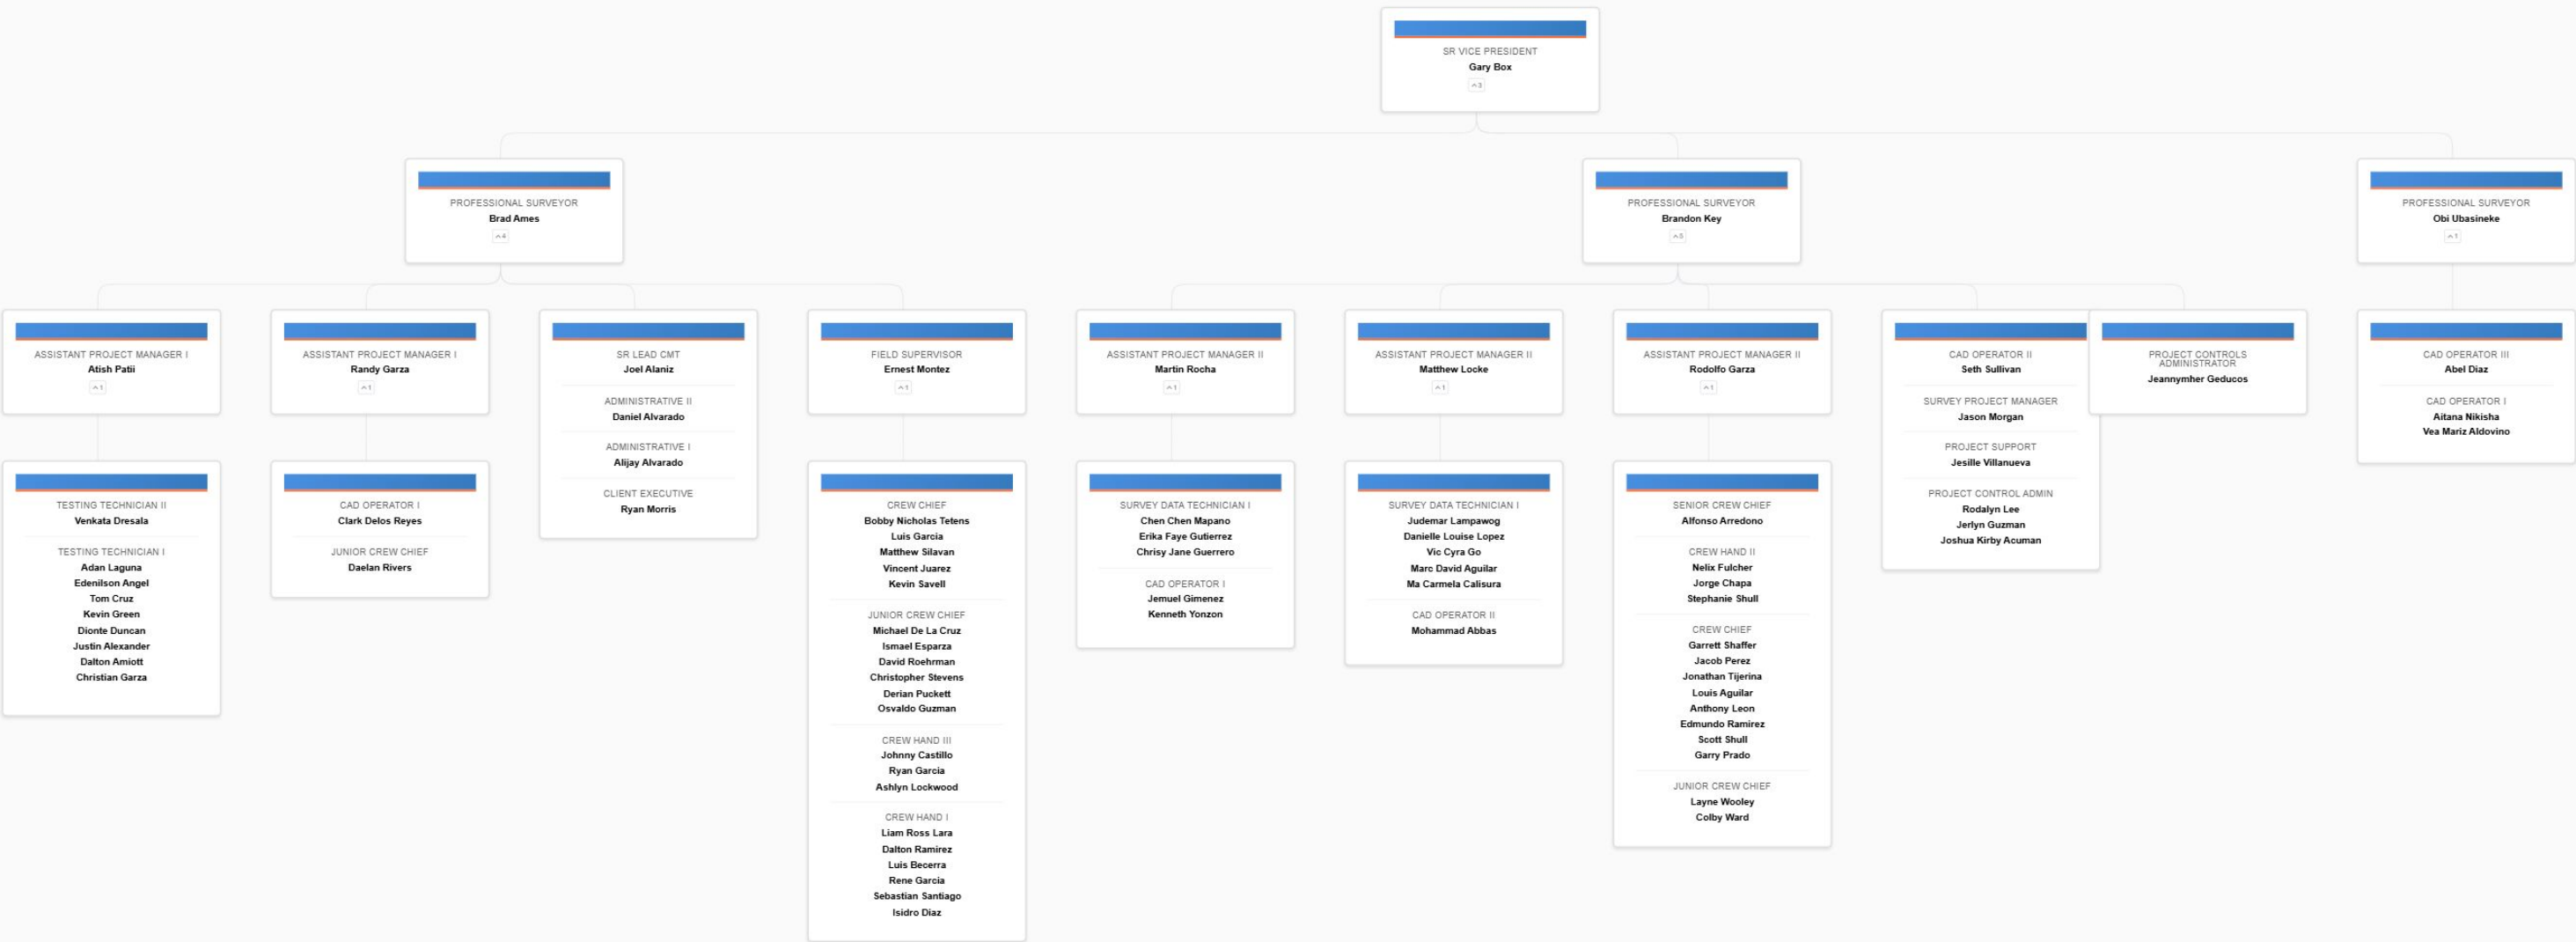 SR VICE PRESIDENT
Gary Box
3
PROFESSIONAL SURVEYOR
Brad Ames
4
PROFESSIONAL SURVEYOR
Brandon Key
5
PROFESSIONAL SURVEYOR
Obi Ubasineke
1
ASSISTANT PROJECT MANAGER I
Atish Patii
1
ASSISTANT PROJECT MANAGER I
Randy Garza
1
SR LEAD CMT
Joel Alaniz
ADMINISTRATIVE II
Daniel Alvarado
ADMINISTRATIVE I
Alijay Alvarado
CLIENT EXECUTIVE
Ryan Morris
FIELD SUPERVISOR
Ernest Montez
1
ASSISTANT PROJECT MANAGER II
Martin Rocha
1
ASSISTANT PROJECT MANAGER II
Matthew Locke
1
ASSISTANT PROJECT MANAGER II
Rodolfo Garza
1
CAD OPERATOR II
Seth Sullivan
SURVEY PROJECT MANAGER
Jason Morgan
PROJECT SUPPORT
Jesille Villanueva
PROJECT CONTROL ADMIN
Rodalyn Lee
Jerlyn Guzman
Joshua Kirby Acuman
PROJECT CONTROLS
ADMINISTRATOR
Jeannymher Geducos
CAD OPERATOR III
Abel Diaz
CAD OPERATOR I
Aitana Nikisha
Vea Mariz Aldovino
TESTING TECHNICIAN II
Venkata Dresala
TESTING TECHNICIAN I
Adan Laguna
Edenilson Angel
Tom Cruz
Kevin Green
Dionte Duncan
Justin Alexander
Dalton Amiott
Christian Garza
CAD OPERATOR I
Clark Delos Reyes
JUNIOR CREW CHIEF
Daelan Rivers
CREW CHIEF
Bobby Nicholas Tetens
Luis Garcia
Matthew Silavan
Vincent Juarez
Kevin Savell
JUNIOR CREW CHIEF
Michael De La Cruz
Ismael Esparza
David Roehrman
Christopher Stevens
Derian Puckett
Osvaldo Guzman
CREW HAND III
Johnny Castillo
Ryan Garcia
Ashlyn Lockwood
CREW HAND I
Liam Ross Lara
Dalton Ramirez
Luis Becerra
Rene Garcia
Sebastian Santiago
Isidro Diaz
SURVEY DATA TECHNICIAN I
Chen Chen Mapano
Erika Faye Gutierrez
Chrisy Jane Guerrero
CAD OPERATOR I
Jemuel Gimenez
Kenneth Yonzon
SURVEY DATA TECHNICIAN I
Judemar Lampawog
Danielle Louise Lopez
Vic Cyra Go
Marc David Aguilar
Ma Carmela Calisura
CAD OPERATOR II
Mohammad Abbas
SENIOR CREW CHIEF
Alfonso Arredono
CREW HAND II
Nelix Fulcher
Jorge Chapa
Stephanie Shull
CREW CHIEF
Garrett Shaffer
Jacob Perez
Jonathan Tijerina
Louis Aguilar
Anthony Leon
Edmundo Ramirez
Scott Shull
Garry Prado
JUNIOR CREW CHIEF
Layne Wooley
Colby Ward